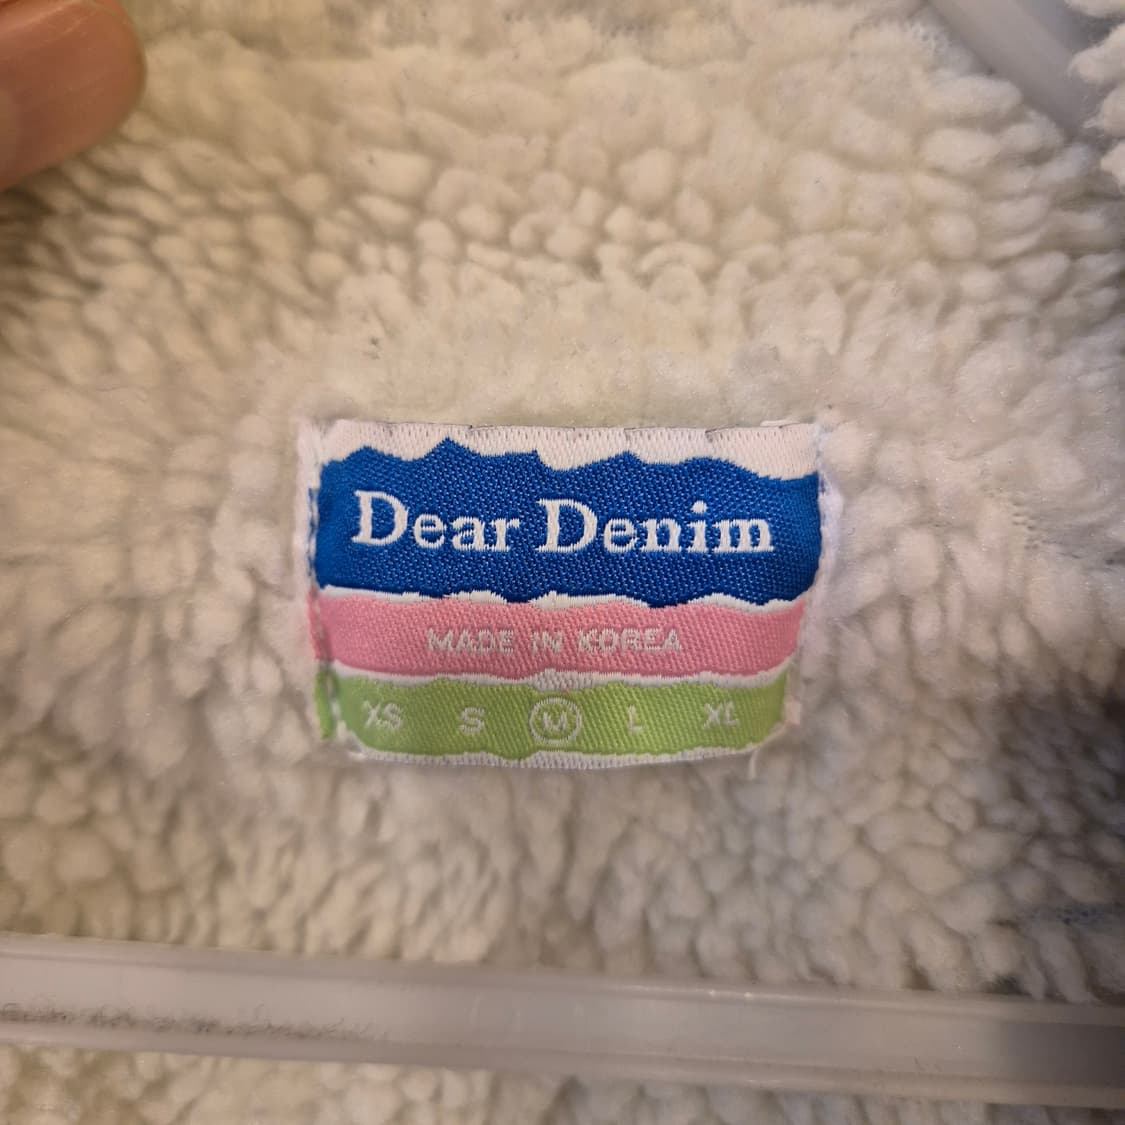 Dear Denim
MADE IN KOREA
XS S M L XL